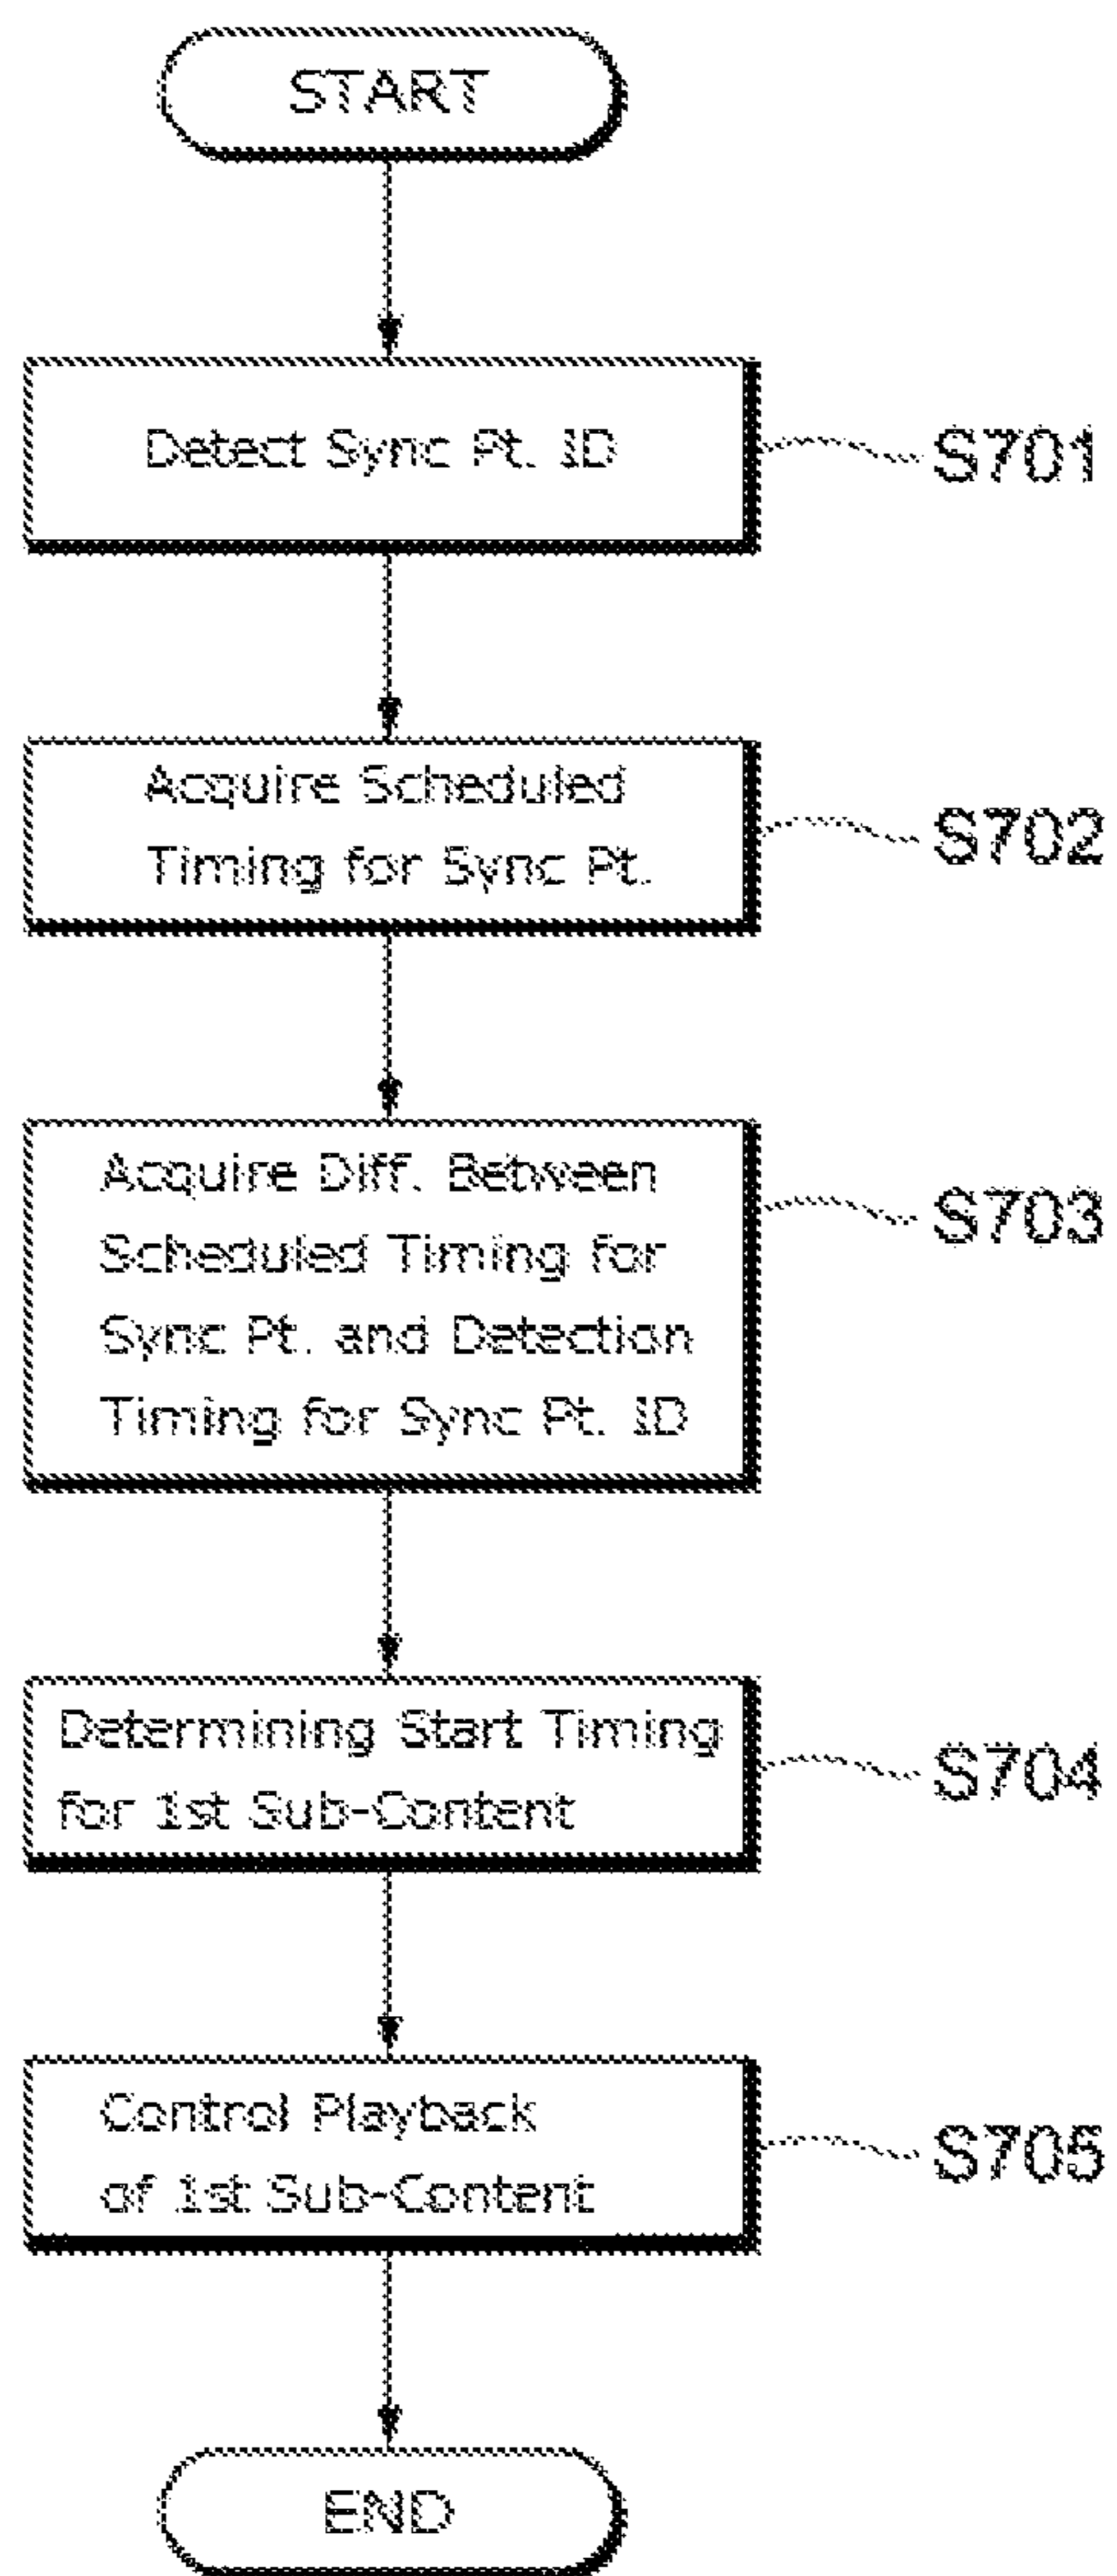 START
Detect Sync Pt. ID
S701
Acquire Scheduled
Timing for Sync Pt.
S702
Acquire Diff. Between
Scheduled Timing for
Sync Pt. and Detection
Timing for Sync Pt. ID
S703
Determining Start Timing
for 1st Sub-Content
S704
Control Playback
of 1st Sub-Content
S705
END